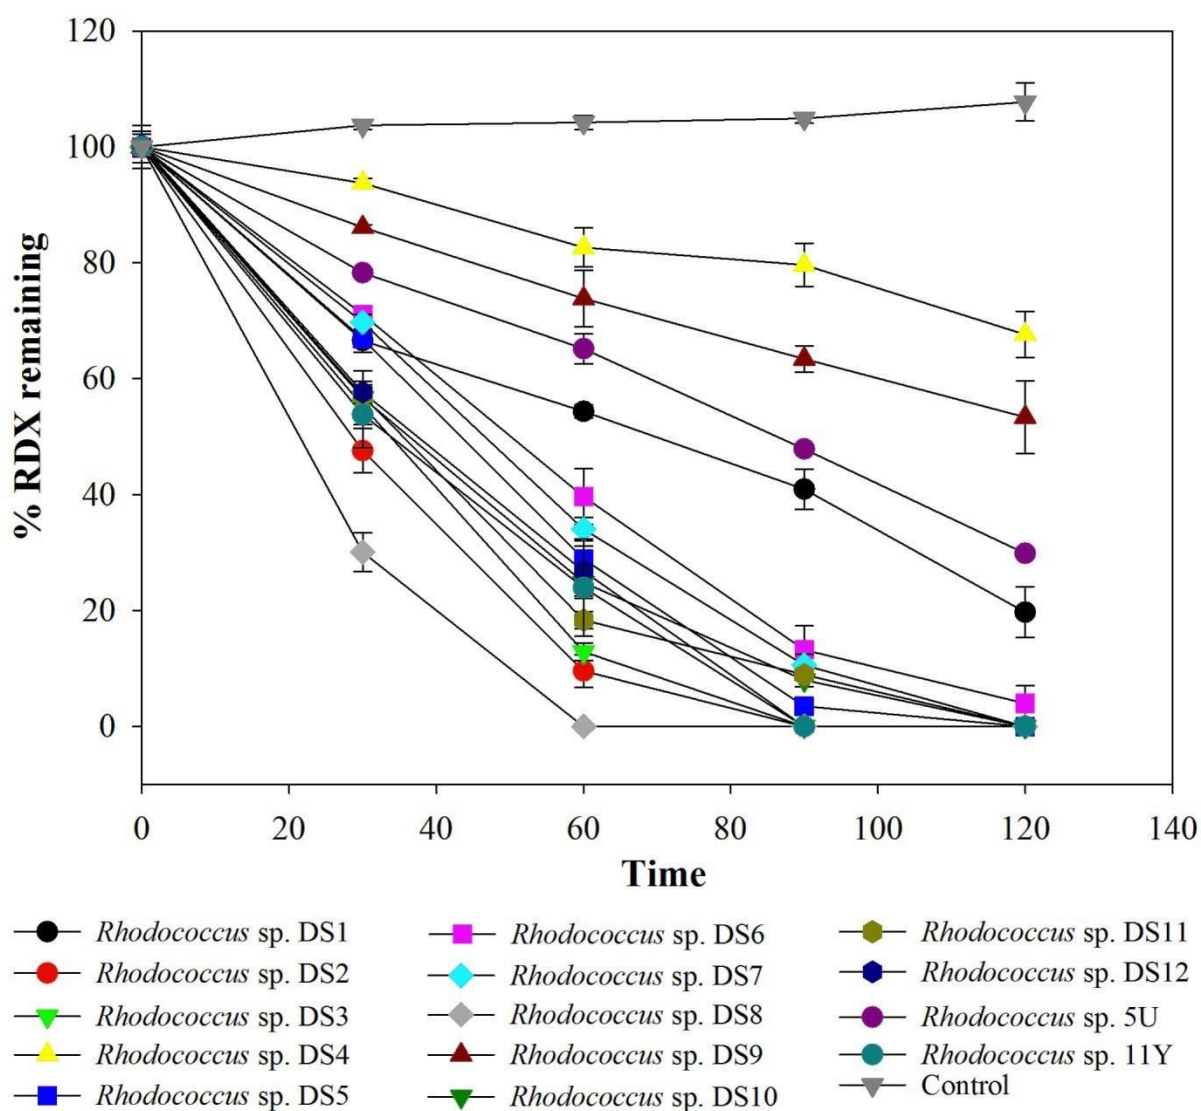 120
100
80
60
40
20
0
% RDX remaining
0 20 40 60 80 100 120 140
Time
Rhodococcus sp. DS1
Rhodococcus sp. DS2
Rhodococcus sp. DS3
Rhodococcus sp. DS4
Rhodococcus sp. DS5
Rhodococcus sp. DS6
Rhodococcus sp. DS7
Rhodococcus sp. DS8
Rhodococcus sp. DS9
Rhodococcus sp. DS10
Rhodococcus sp. DS11
Rhodococcus sp. DS12
Rhodococcus sp. 5U
Rhodococcus sp. 11Y
Control